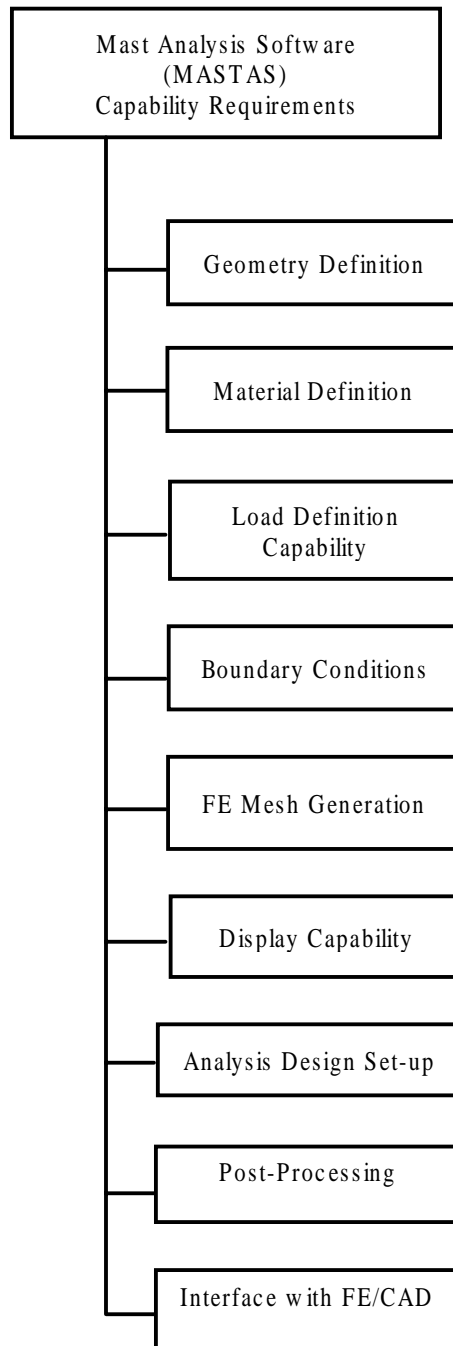 Mast Analysis Software
(MASTAS)
Capability Requirements
Geometry Definition
Material Definition
Load Definition
Capability
Boundary Conditions
FE Mesh Generation
Display Capability
Analysis Design Set-up
Post-Processing
Interface with FE/CAD